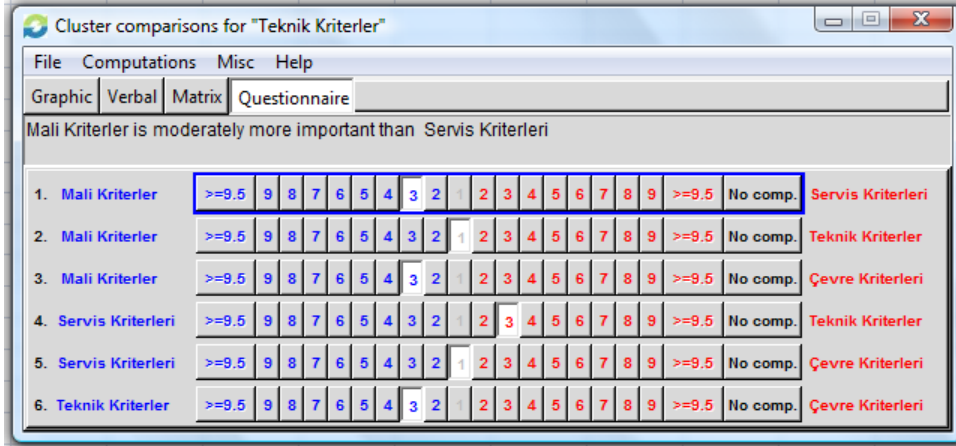 Cluster comparisons for "Teknik Kriterler"
File Computations Misc Help
Graphic Verbal Matrix Questionnaire
Mali Kriterler is moderately more important than Servis Kriterleri
1. Mali Kriterler >=9.5 9 8 7 6 5 4 3 2 1 2 3 4 5 6 7 8 9 >=9.5 No comp. Servis Kriterleri
2. Mali Kriterler >=9.5 9 8 7 6 5 4 3 2 1 2 3 4 5 6 7 8 9 >=9.5 No comp. Teknik Kriterler
3. Mali Kriterler >=9.5 9 8 7 6 5 4 3 2 1 2 3 4 5 6 7 8 9 >=9.5 No comp. Çevre Kriterleri
4. Servis Kriterleri >=9.5 9 8 7 6 5 4 3 2 1 2 3 4 5 6 7 8 9 >=9.5 No comp. Teknik Kriterler
5. Servis Kriterleri >=9.5 9 8 7 6 5 4 3 2 1 2 3 4 5 6 7 8 9 >=9.5 No comp. Çevre Kriterleri
6. Teknik Kriterler >=9.5 9 8 7 6 5 4 3 2 1 2 3 4 5 6 7 8 9 >=9.5 No comp. Çevre Kriterleri